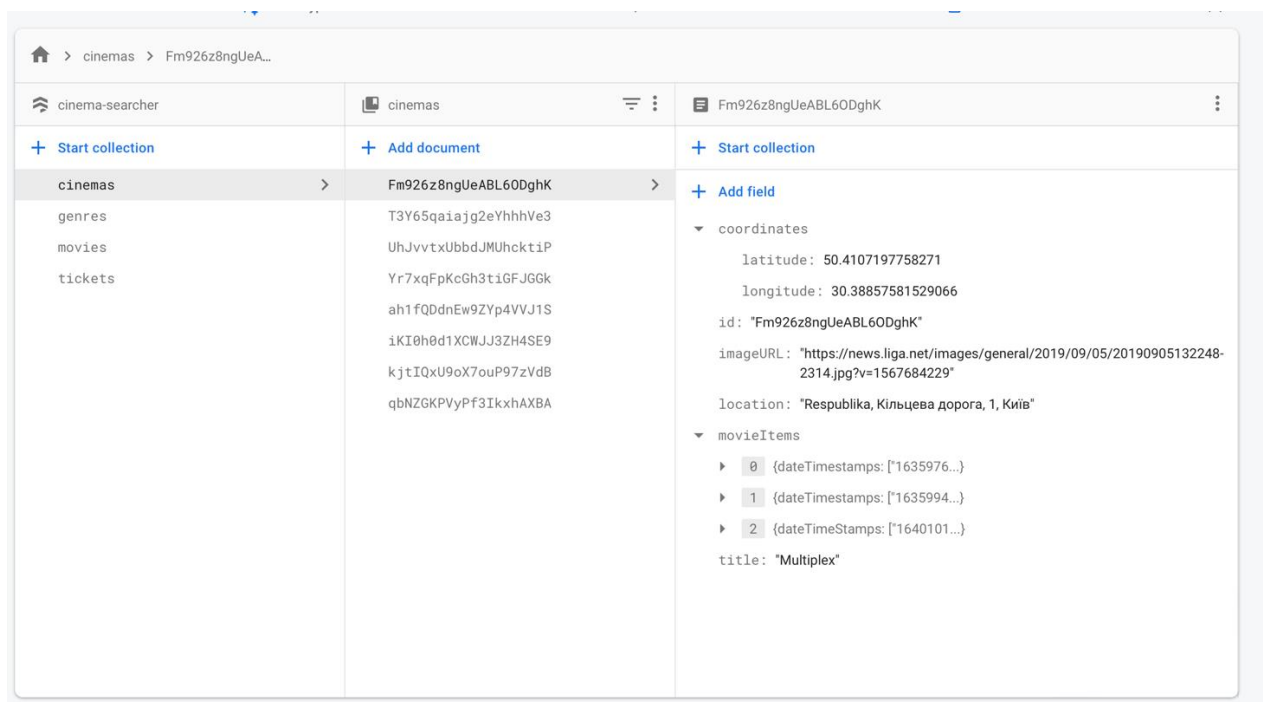 cinemas > Fm926z8ngUeA...
cinema-searcher
Start collection
cinemas
genres
movies
tickets
cinemas
Add document
Fm926z8ngUeABL6ODghK
T3Y65qaiajg2eYhhhVe3
UhJvvtxUbbdJMUhcktiP
Yr7xqFpKcGh3tiGFJGGk
ah1fQDdnEw9ZYp4VVJ1S
iKI0h0d1XCWJJ3ZH4SE9
kjtIQxU9oX7ouP97zVdB
qbNZGKPVyPf3IkxhAXBA
Fm926z8ngUeABL6ODghK
Start collection
Add field
coordinates
latitude: 50.4107197758271
longitude: 30.38857581529066
id: "Fm926z8ngUeABL6ODghK"
imageURL: "https://news.liga.net/images/general/2019/09/05/20190905132248-
2314.jpg?v=1567684229"
location: "Respublika, Кільцева дорога, 1, Київ"
movieItems
0 {dateTimestamps: ["1635976...}
1 {dateTimestamps: ["1635994...}
2 {dateTimeStamps: ["1640101...}
title: "Multiplex"